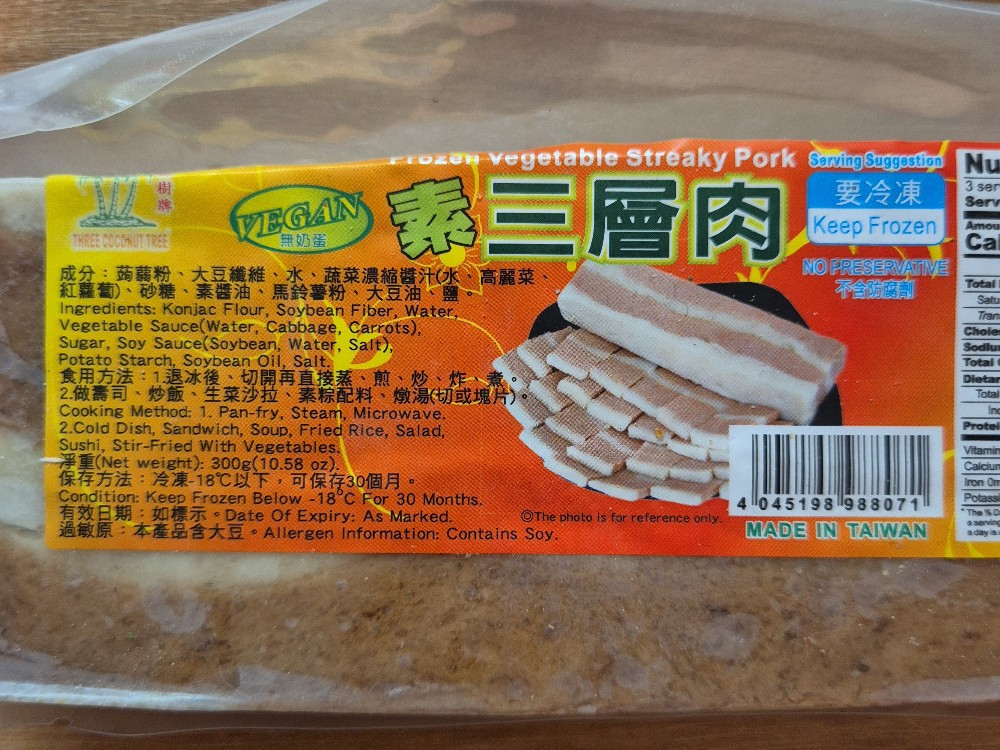 Frozen Vegetable Streaky Pork
Serving Suggestion
樹牌
THREE COCONUT TREE
VEGAN
無奶蛋
素三層肉
要冷凍
Keep Frozen
NO PRESERVATIVE
不含防腐劑
成分：蒟蒻粉、大豆纖維、水、蔬菜濃縮醬汁(水、高麗菜、
紅蘿蔔)、砂糖、素醬油、馬鈴薯粉、大豆油、鹽。
Ingredients: Konjac Flour, Soybean Fiber, Water,
Vegetable Sauce(Water, Cabbage, Carrots),
Sugar, Soy Sauce(Soybean, Water, Salt),
Potato Starch, Soybean Oil, Salt.
食用方法：1.退冰後、切開再直接蒸、煎、炒、炸、煮。
2.做壽司、炒飯、生菜沙拉、素粽配料、燉湯(切或塊片)。
Cooking Method: 1. Pan-fry, Steam, Microwave.
2.Cold Dish, Sandwich, Soup, Fried Rice, Salad,
Sushi, Stir-Fried With Vegetables.
淨重(Net weight): 300g(10.58 oz).
保存方法：冷凍-18℃以下，可保存30個月。
Condition: Keep Frozen Below -18℃ For 30 Months.
有效日期：如標示。Date Of Expiry: As Marked.
過敏原：本產品含大豆。Allergen Information: Contains Soy.
©The photo is for reference only.
4 045198 988071
MADE IN TAIWAN
Nu
3 ser
Serv
Amou
Cal
Total
Satu
Tran
Choles
Sodiu
Total
Dietar
Total
Inc
Protei
Vitamin
Calcium
Iron 0m
Potass
*The % D
a serving
a day is